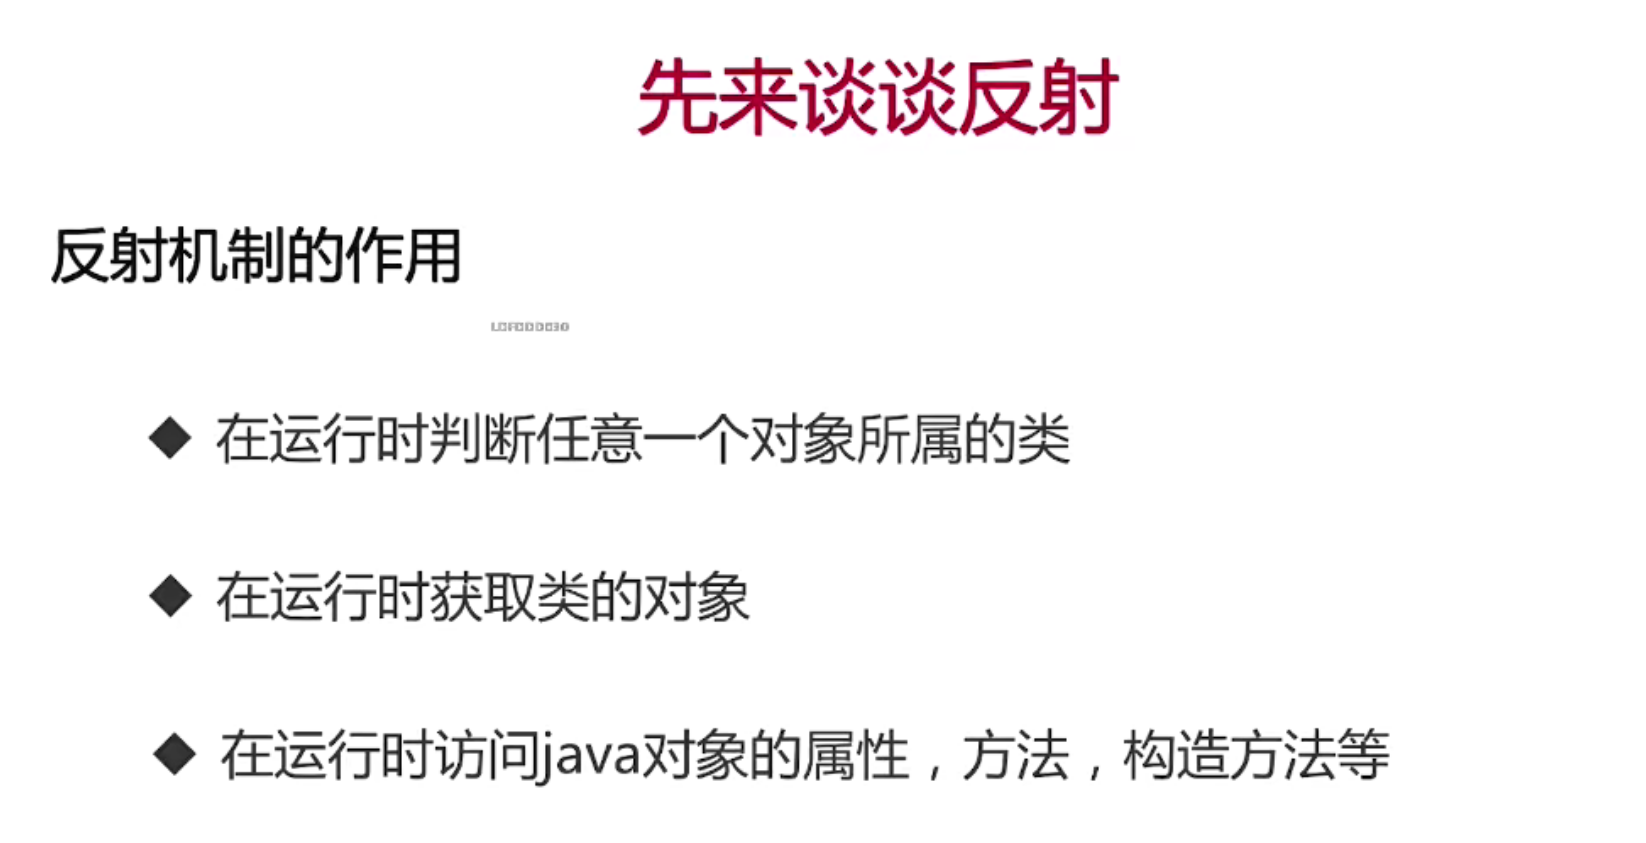 先来谈谈反射
反射机制的作用
◆ 在运行时判断任意一个对象所属的类
◆ 在运行时获取类的对象
◆ 在运行时访问java对象的属性，方法，构造方法等